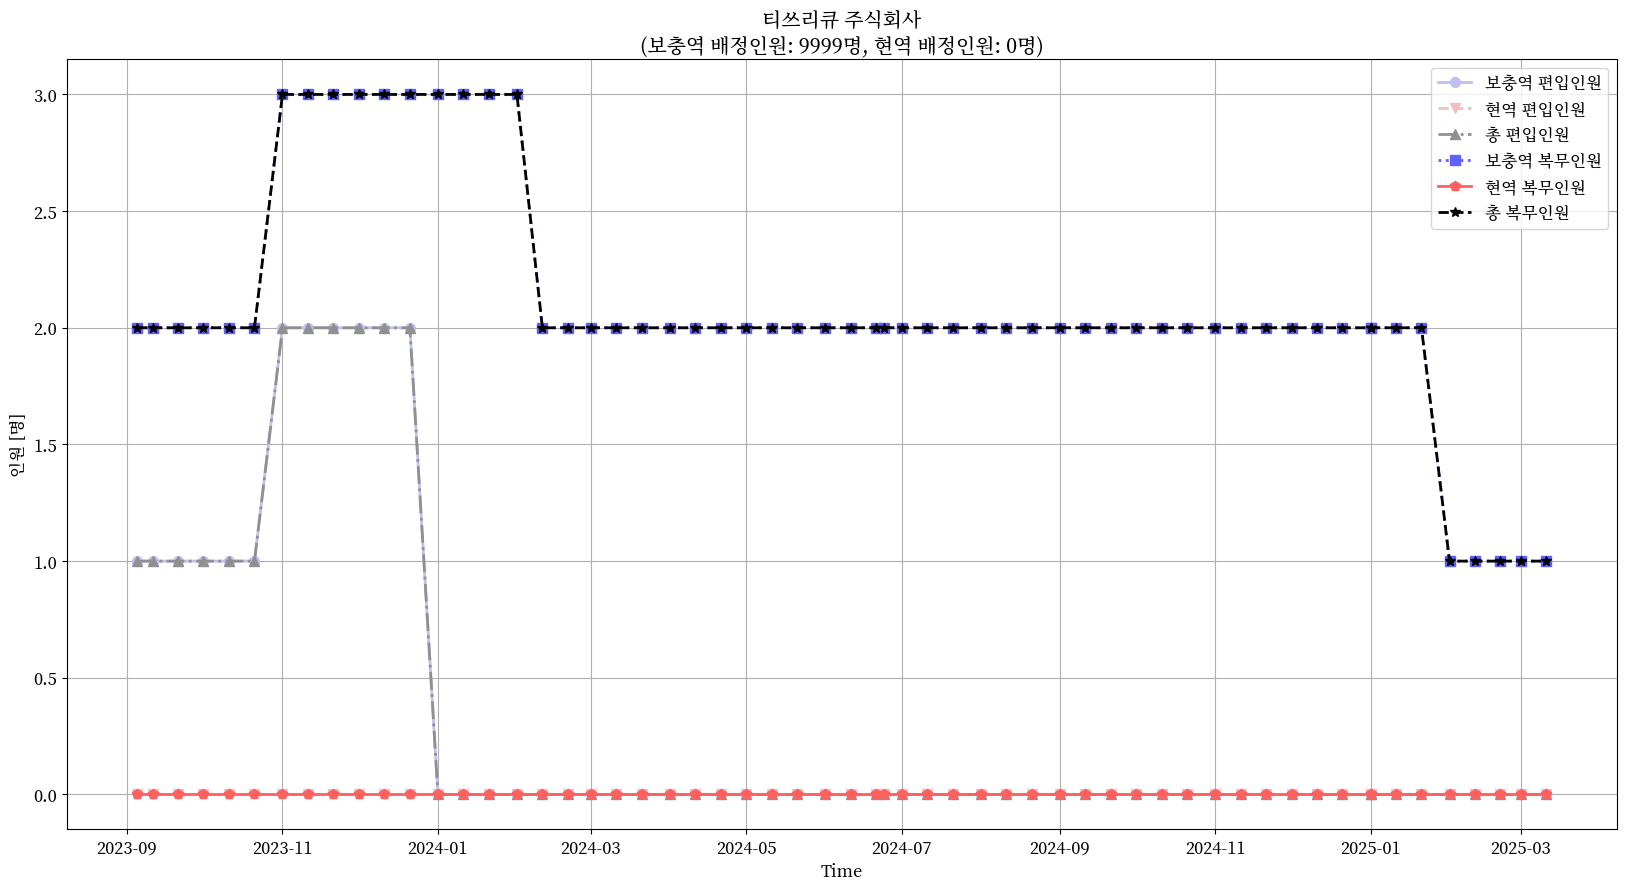 티쓰리큐 주식회사
(보충역 배정인원: 9999명, 현역 배정인원: 0명)
보충역 편입인원
현역 편입인원
총 편입인원
보충역 복무인원
현역 복무인원
총 복무인원
3.0
2.5
2.0
1.5
1.0
0.5
0.0
인원 [명]
2023-09 2023-11 2024-01 2024-03 2024-05 2024-07 2024-09 2024-11 2025-01 2025-03
Time